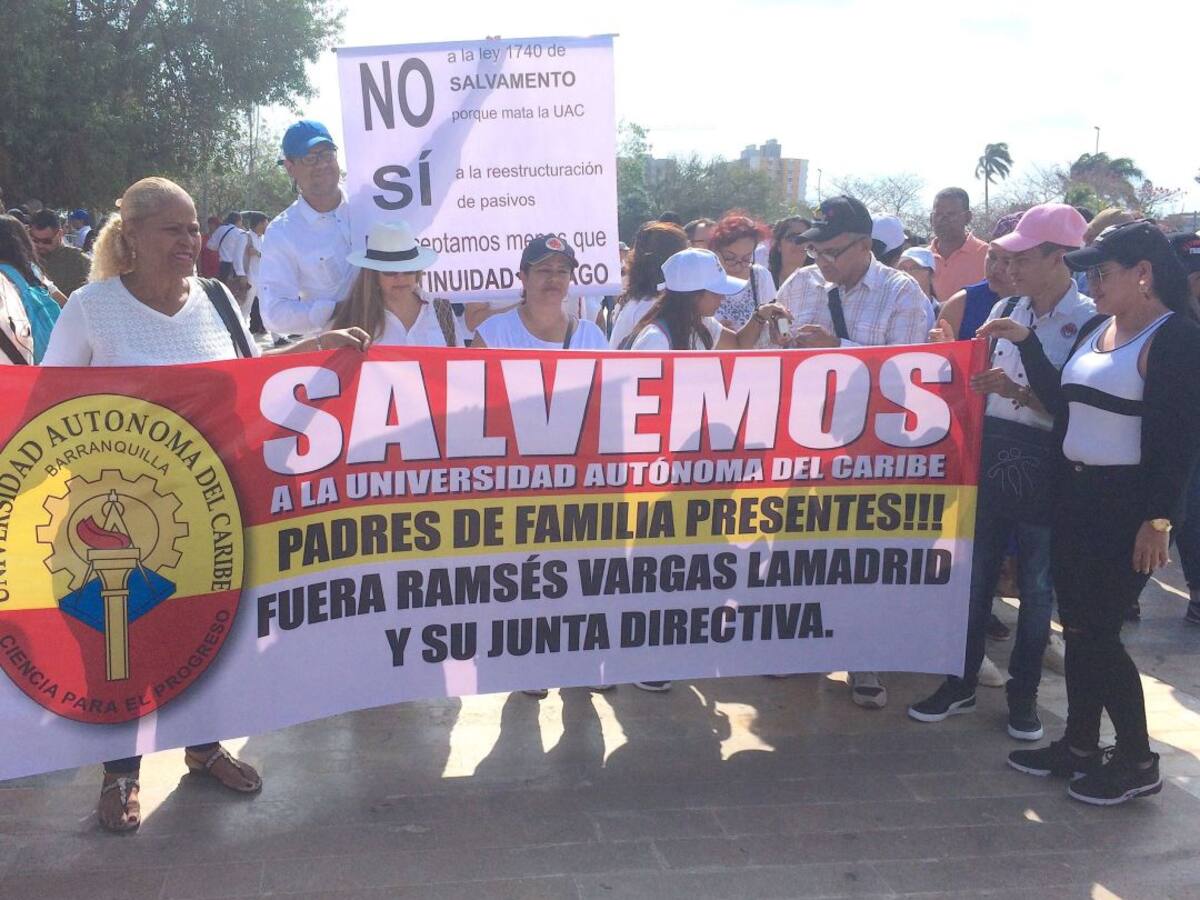 NO
a la ley 1740 de
SALVAMENTO
porque mata la UAC
SÍ
a la reestructuración
de pasivos
que
PAGO
SALVEMOS
A LA UNIVERSIDAD AUTÓNOMA DEL CARIBE
PADRES DE FAMILIA PRESENTES!!!
FUERA RAMSÉS VARGAS LAMADRID
Y SU JUNTA DIRECTIVA.
UNIVERSIDAD AUTONOMA DEL CARIBE
BARRANQUILLA
CIENCIA PARA EL PROGRESO